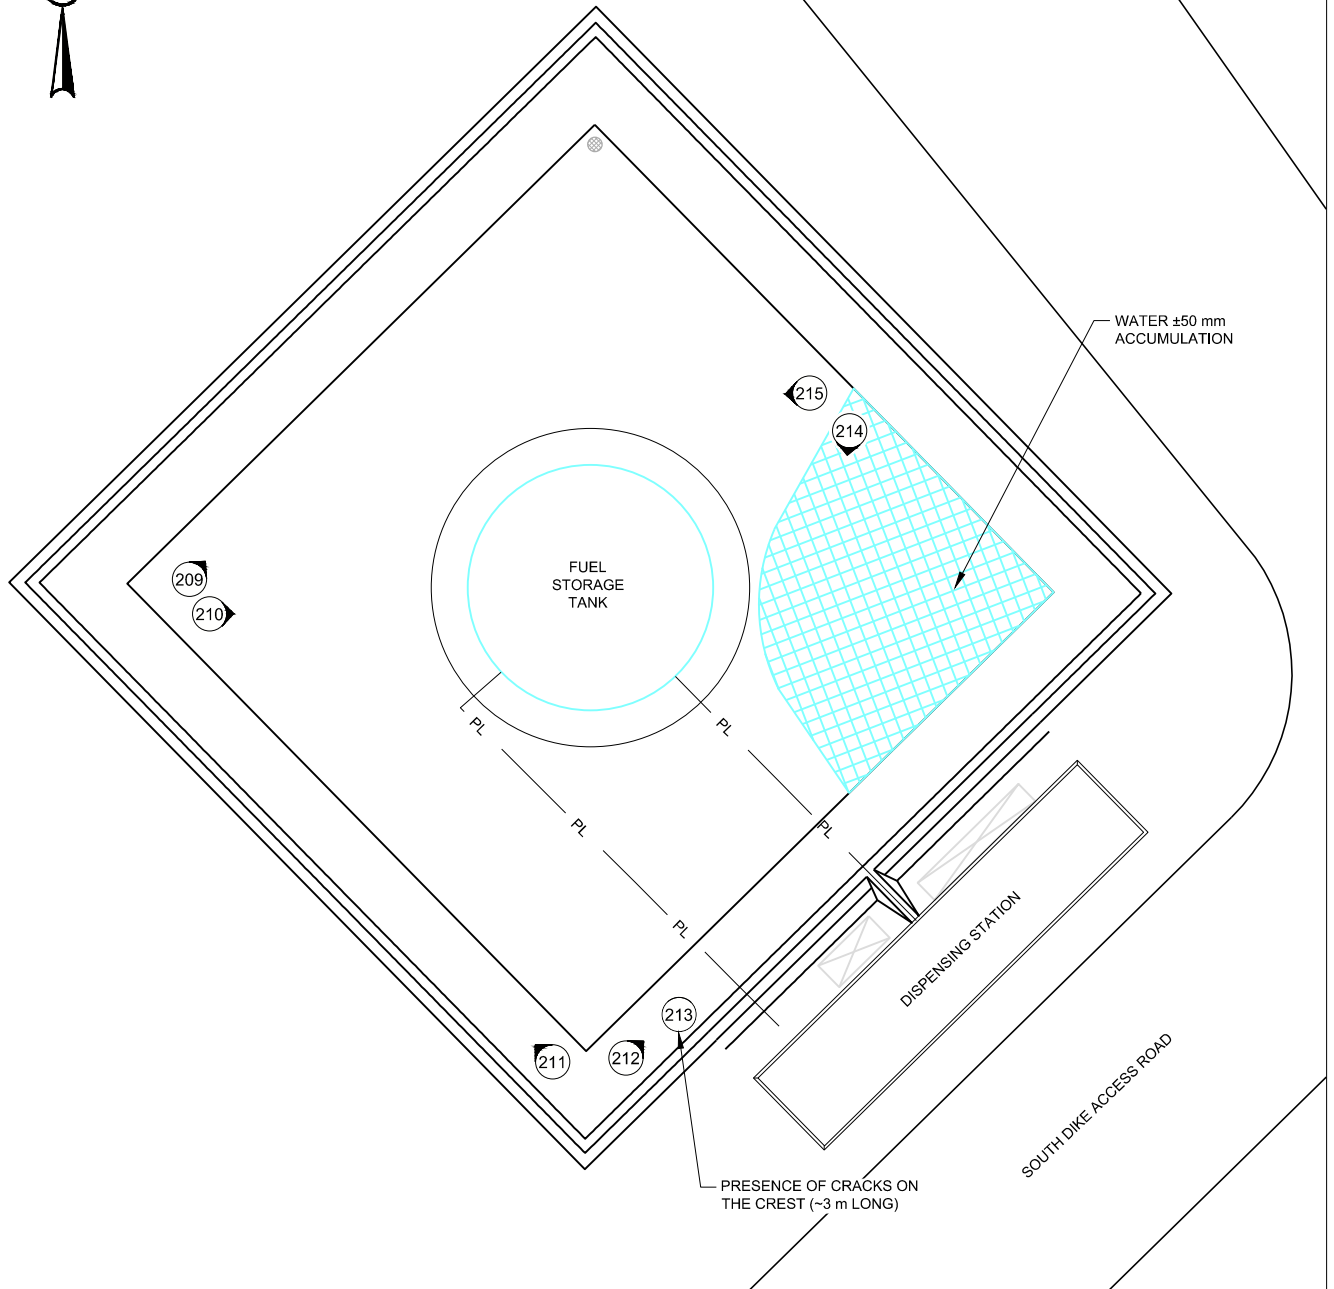 WATER ±50 mm
ACCUMULATION
215
214
FUEL
STORAGE
TANK
209
210
PL
PL
PL
PL
PL
DISPENSING STATION
213
212
211
SOUTH DIKE ACCESS ROAD
PRESENCE OF CRACKS ON
THE CREST (~3 m LONG)